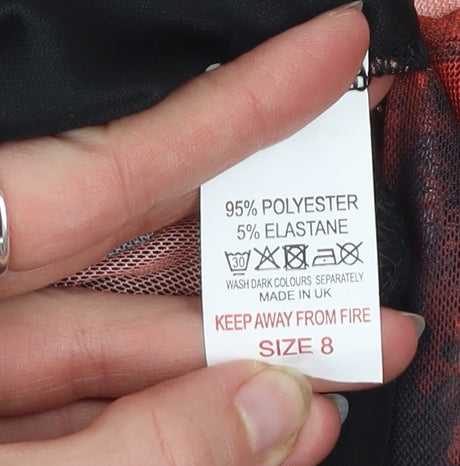 95% POLYESTER
5% ELASTANE
30
WASH DARK COLOURS SEPARATELY
MADE IN UK
KEEP AWAY FROM FIRE
SIZE 8